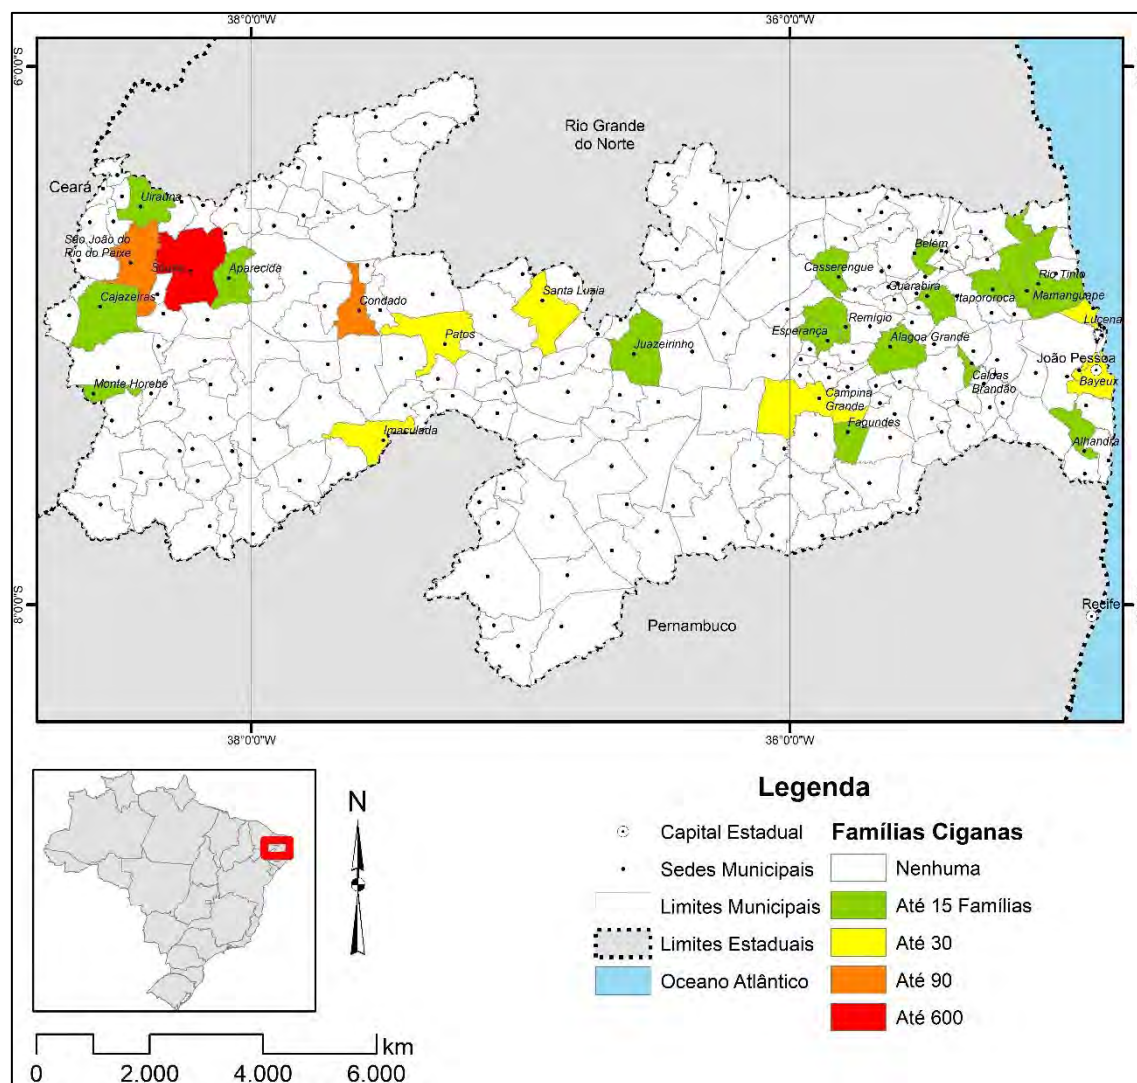 38°0'0"W
36°0'0"W
6°0'0"S
Rio Grande
do Norte
Ceará
Uiraúna
São João do
Rio do Peixe
Sousa
Aparecida
Cajazeiras
Condado
Santa Luzia
Patos
Juazeirinho
Monte Horebe
Imaculada
Belém
Casserengue
Guarabira
Rio Tinto
Itapororoca
Mamanguape
Lucena
Esperança
Remígio
Alagoa Grande
João Pessoa
Caldas
Brandão
Bayeux
Campina
Grande
Fagundes
Alhandra
8°0'0"S
Recife
Pernambuco
38°0'0"W
36°0'0"W
N
Legenda
Capital Estadual
Famílias Ciganas
Sedes Municipais
Nenhuma
Limites Municipais
Até 15 Famílias
Limites Estaduais
Até 30
Oceano Atlântico
Até 90
Até 600
km
0 2.000 4.000 6.000